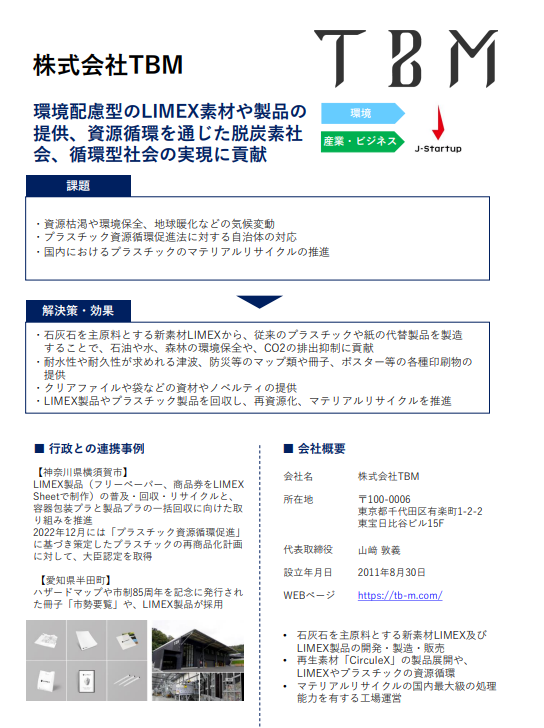 株式会社TBM
TBM
環境配慮型のLIMEX素材や製品の
提供、資源循環を通じた脱炭素社
会、循環型社会の実現に貢献
環境
産業・ビジネス
J-Startup
課題
・資源枯渇や環境保全、地球暖化などの気候変動
・プラスチック資源循環促進法に対する自治体の対応
・国内におけるプラスチックのマテリアルリサイクルの推進
解決策・効果
・石灰石を主原料とする新素材LIMEXから、従来のプラスチックや紙の代替製品を製造
することで、石油や水、森林の環境保全や、CO2の排出抑制に貢献
・耐水性や耐久性が求めれる津波、防災等のマップ類や冊子、ポスター等の各種印刷物の
提供
・クリアファイルや袋などの資材やノベルティの提供
・LIMEX製品やプラスチック製品を回収し、再資源化、マテリアルリサイクルを推進
■ 行政との連携事例
【神奈川県横須賀市】
LIMEX製品（フリーペーパー、商品券をLIMEX
Sheetで制作）の普及・回収・リサイクルと、
容器包装プラと製品プラの一括回収に向けた取
り組みを推進
2022年12月には「プラスチック資源循環促進」
に基づき策定したプラスチックの再商品化計画
に対して、大臣認定を取得
【愛知県半田町】
ハザードマップや市制85周年を記念に発行され
た冊子「市勢要覧」や、LIMEX製品が採用
■ 会社概要
会社名 株式会社TBM
所在地 〒100-0006
東京都千代田区有楽町1-2-2
東宝日比谷ビル15F
代表取締役 山﨑 敦義
設立年月日 2011年8月30日
WEBページ https://tb-m.com/
• 石灰石を主原料とする新素材LIMEX及び
LIMEX製品の開発・製造・販売
• 再生素材「CirculeX」の製品展開や、
LIMEXやプラスチックの資源循環
• マテリアルリサイクルの国内最大級の処理
能力を有する工場運営